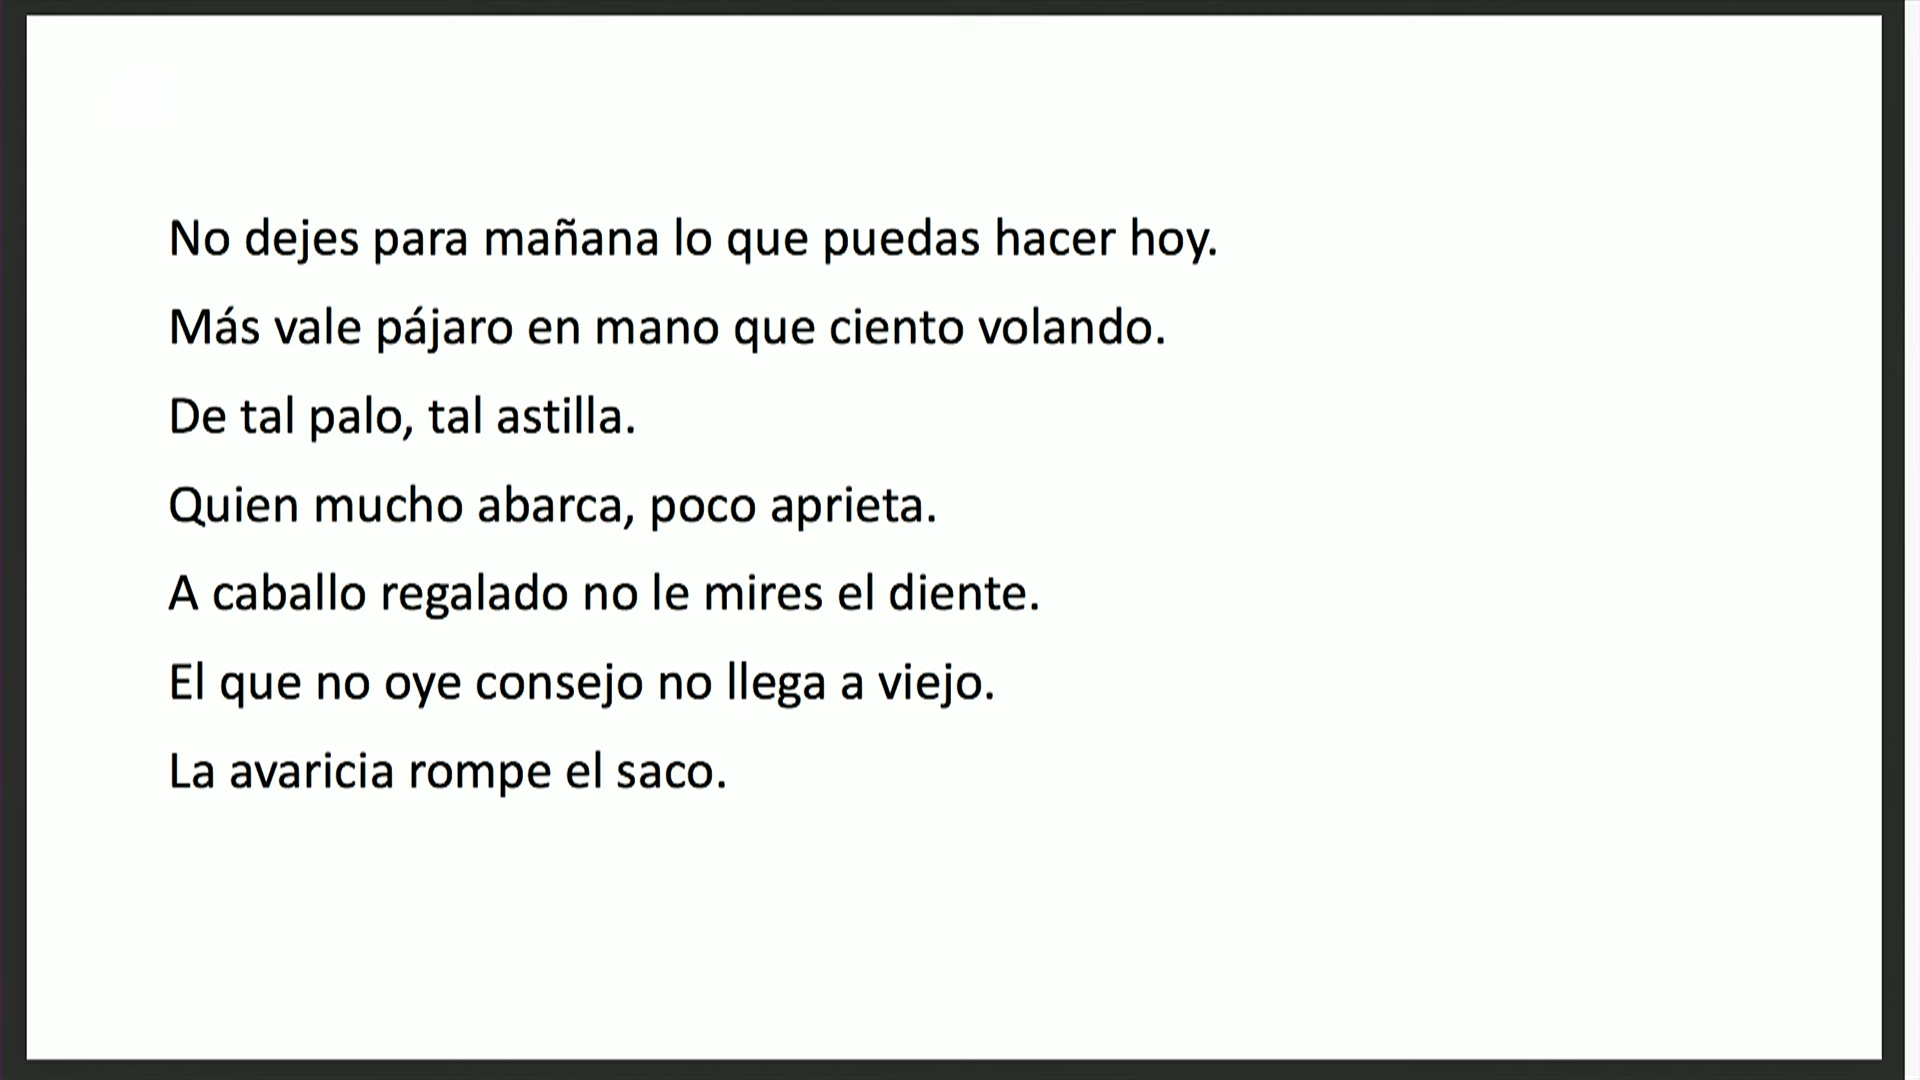 No dejes para mañana lo que puedas hacer hoy.
Más vale pájaro en mano que ciento volando.
De tal palo, tal astilla.
Quien mucho abarca, poco aprieta.
A caballo regalado no le mires el diente.
El que no oye consejo no llega a viejo.
La avaricia rompe el saco.